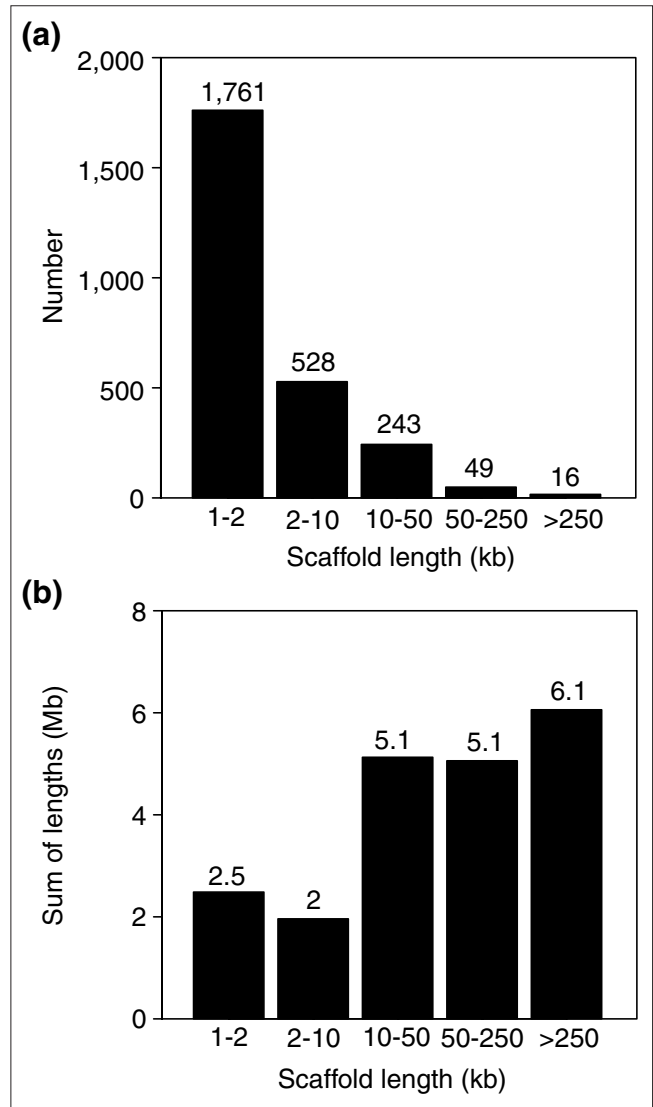 (a)
2,000
1,761
1,500
Number
1,000
528
500
243
49
16
0
1-2 2-10 10-50 50-250 >250
Scaffold length (kb)
(b)
8
Sum of lengths (Mb)
6.1
6
5.1 5.1
4
2.5
2
2
0
1-2 2-10 10-50 50-250 >250
Scaffold length (kb)